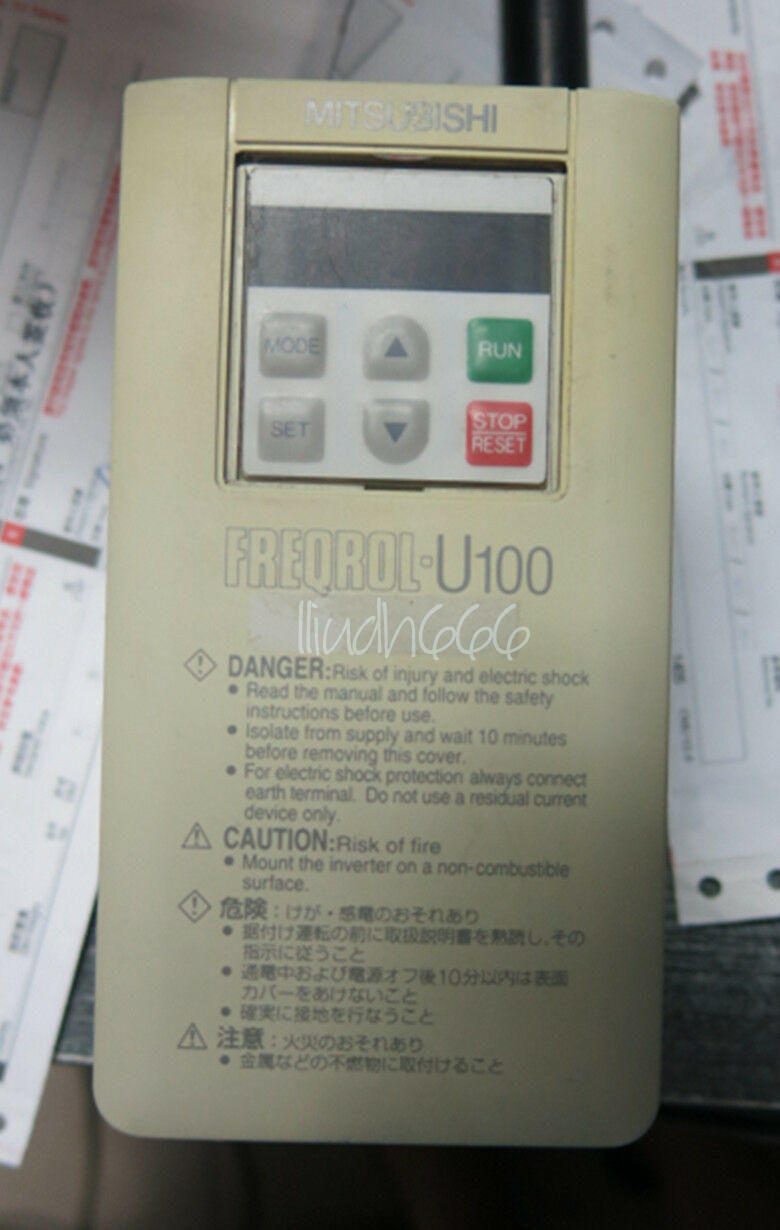 MITSUBISHI
MODE
RUN
SET
STOP
RESET
FREQROL-U100
lliudh666
DANGER:Risk of injury and electric shock
● Read the manual and follow the safety
instructions before use.
● Isolate from supply and wait 10 minutes
before removing this cover.
● For electric shock protection always connect
earth terminal. Do not use a residual current
device only.
CAUTION:Risk of fire
● Mount the inverter on a non-combustible
surface.
危険：けが・感電のおそれあり
● 据付け運転の前に取扱説明書を熟読し、その
指示に従うこと
● 通電中および電源オフ後10分以内は表面
カバーをあけないこと
● 確実に接地を行なうこと
注意：火災のおそれあり
● 金属などの不燃物に取付けること